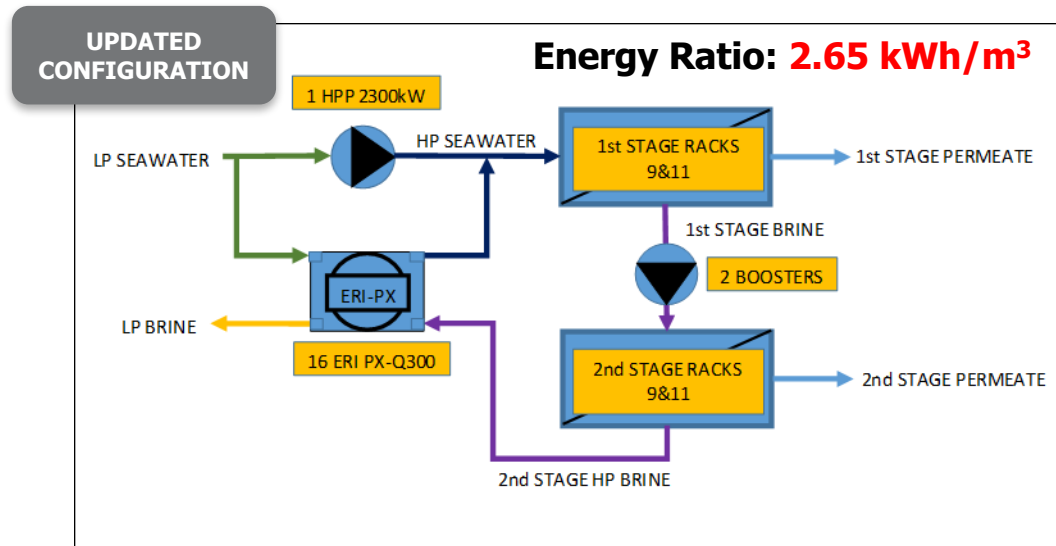 UPDATED
CONFIGURATION
Energy Ratio: 2.65 kWh/m³
1 HPP 2300kW
LP SEAWATER
HP SEAWATER
1st STAGE RACKS
9&11
1st STAGE PERMEATE
1st STAGE BRINE
2 BOOSTERS
ERI-PX
LP BRINE
16 ERI PX-Q300
2nd STAGE RACKS
9&11
2nd STAGE PERMEATE
2nd STAGE HP BRINE